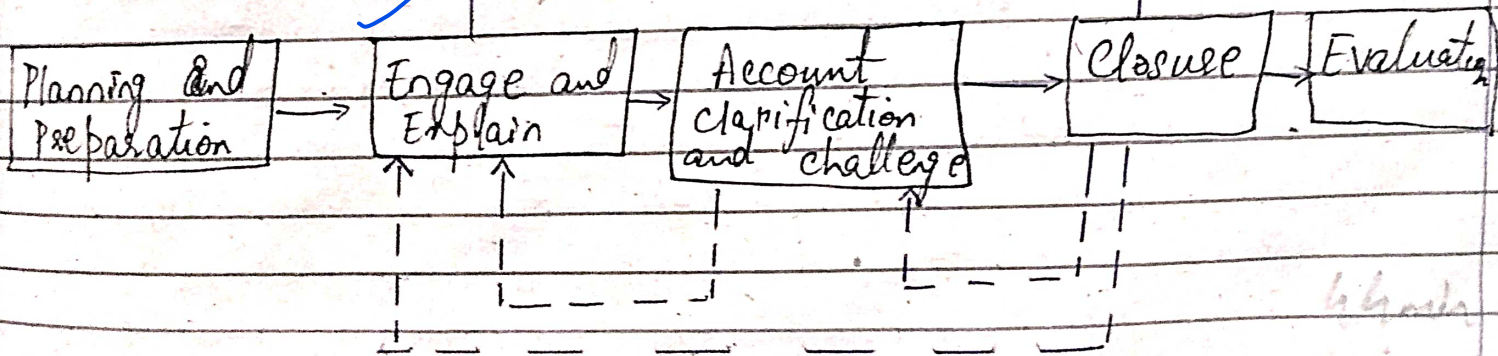 Planning and
Preparation
Engage and
Explain
Account
clarification
and challenge
Closure
Evaluation